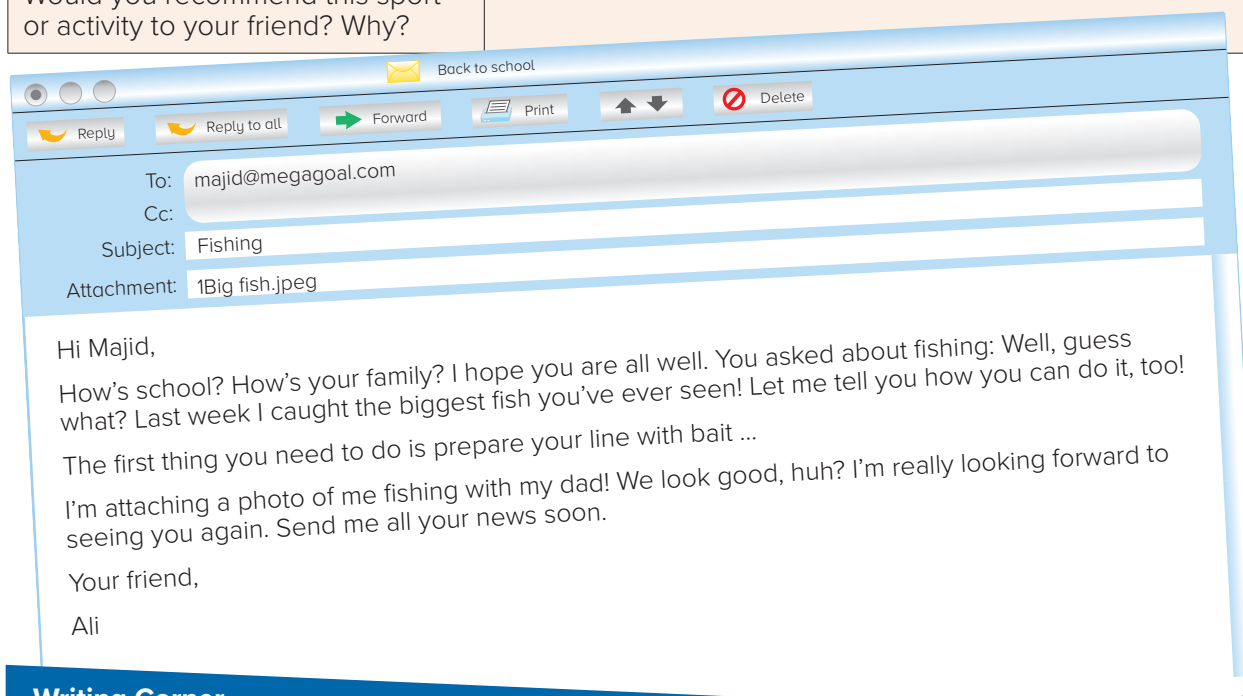 Would you recommend this sport
or activity to your friend? Why?
Back to school
Reply
Reply to all
Forward
Print
Delete
To: majid@megagoal.com
Cc:
Subject: Fishing
Attachment: 1Big fish.jpeg
Hi Majid,
How's school? How's your family? I hope you are all well. You asked about fishing: Well, guess
what? Last week I caught the biggest fish you've ever seen! Let me tell you how you can do it, too!
The first thing you need to do is prepare your line with bait ...
I'm attaching a photo of me fishing with my dad! We look good, huh? I'm really looking forward to
seeing you again. Send me all your news soon.
Your friend,
Ali
Writing Corner